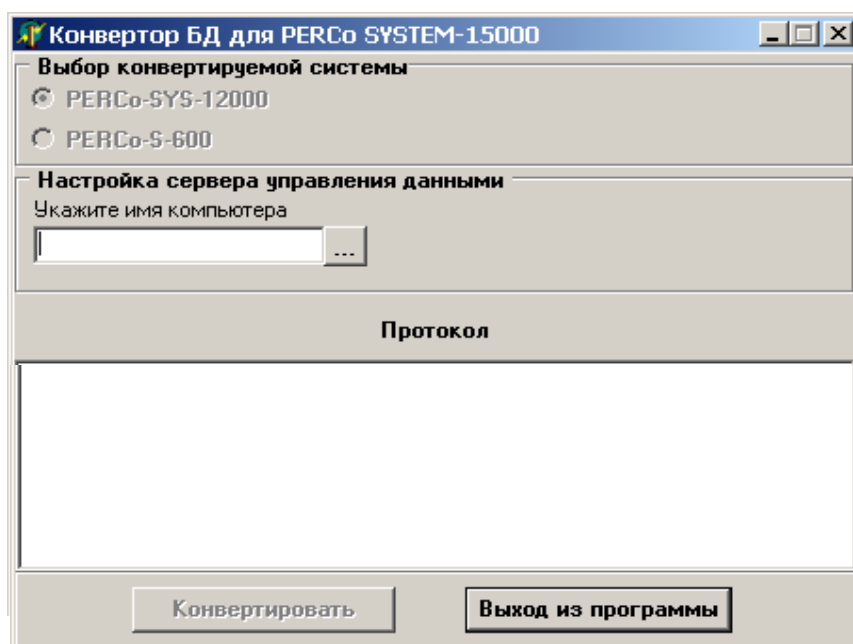 Конвертор БД для PERCo SYSTEM-15000
Выбор конвертируемой системы
PERCo-SYS-12000
PERCo-S-600
Настройка сервера управления данными
Укажите имя компьютера
...
Протокол
Конвертировать
Выход из программы